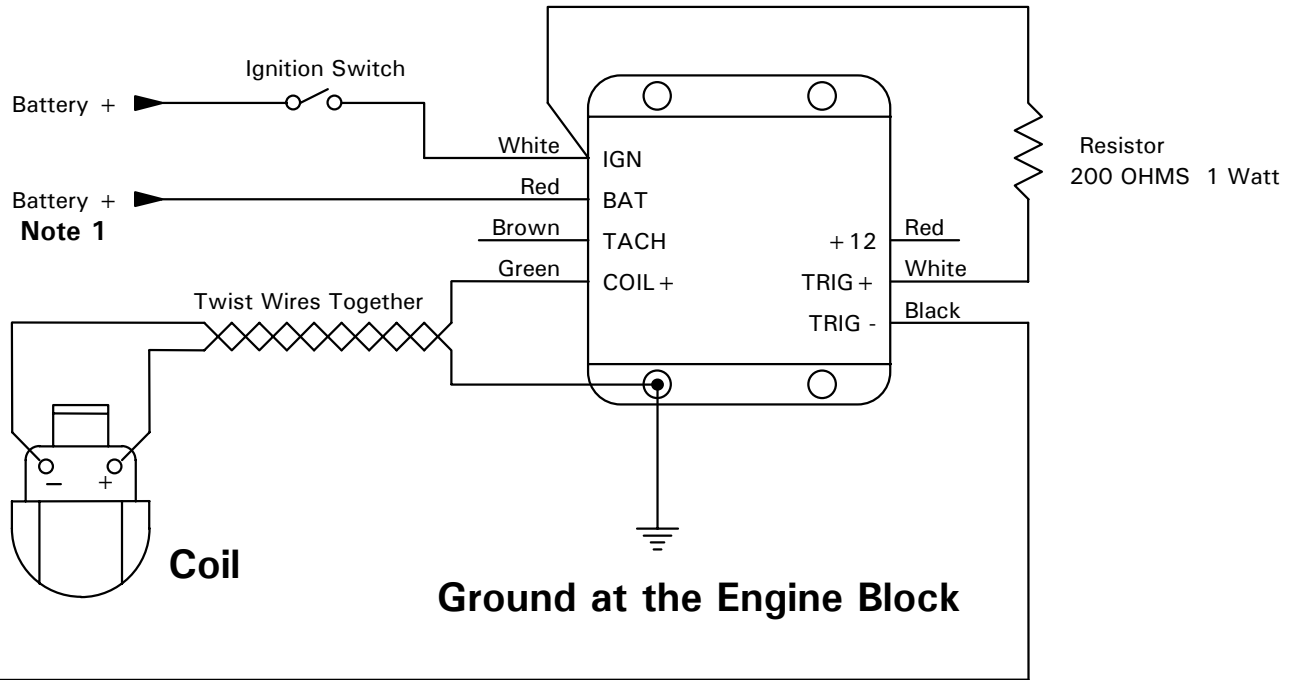 Ignition Switch
Battery +
White
IGN
Resistor
200 OHMS 1 Watt
Red
BAT
Battery +
Note 1
Brown
TACH
+12
Red
Green
COIL+
TRIG+
White
Twist Wires Together
TRIG -
Black
− +
Coil
Ground at the Engine Block